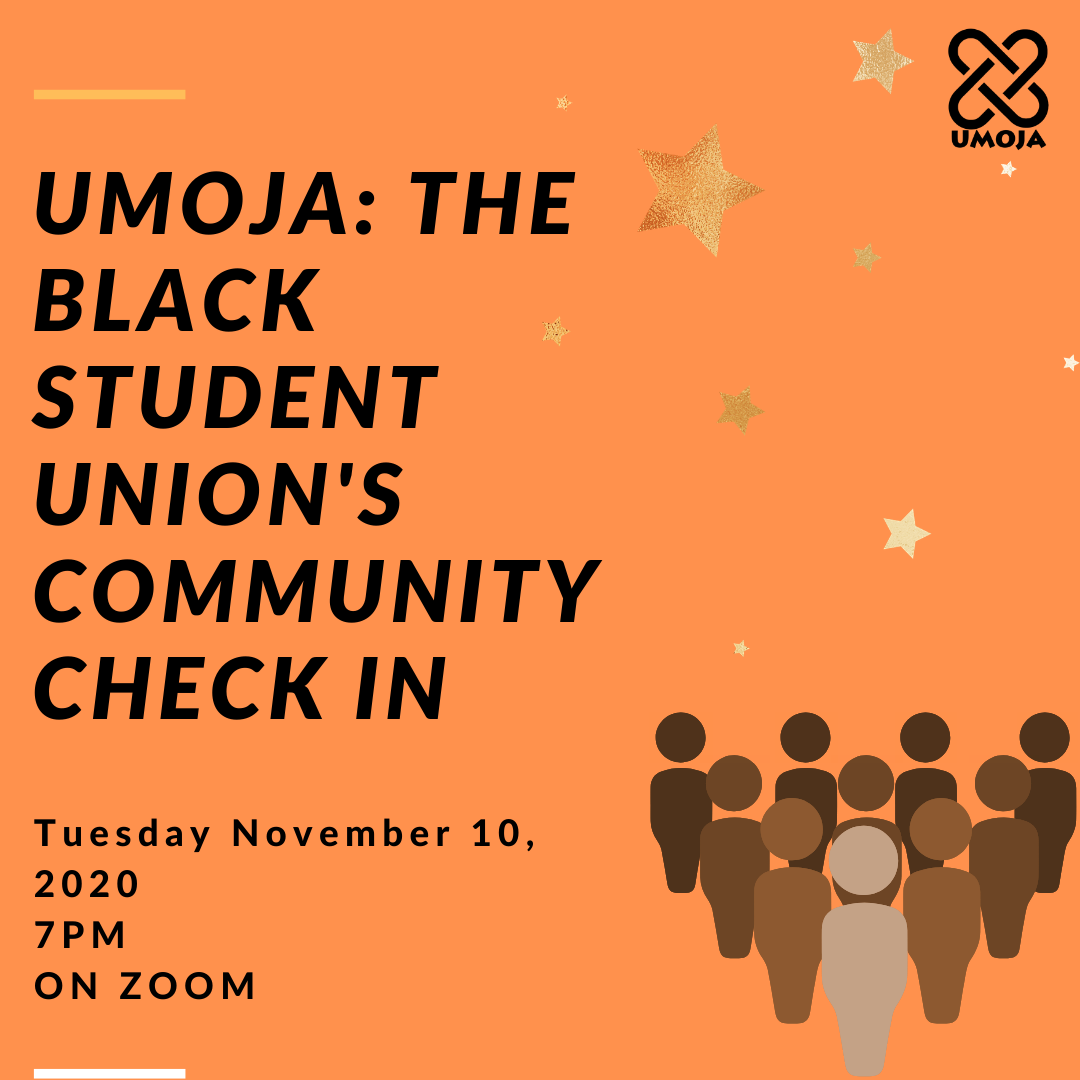 UMOJA
UMOJA: THE
BLACK
STUDENT
UNION'S
COMMUNITY
CHECK IN
Tuesday November 10,
2020
7PM
ON ZOOM